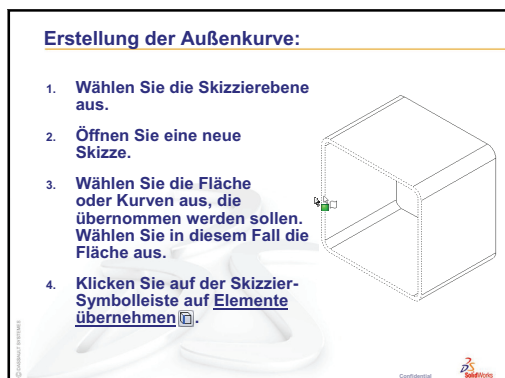 Erstellung der Außenkurve:
1. Wählen Sie die Skizzierebene
aus.
2. Öffnen Sie eine neue
Skizze.
3. Wählen Sie die Fläche
oder Kurven aus, die
übernommen werden sollen.
Wählen Sie in diesem Fall die
Fläche aus.
4. Klicken Sie auf der Skizzier-
Symbolleiste auf Elemente
übernehmen.
© DASSAULT SYSTEMES
Confidential
SolidWorks